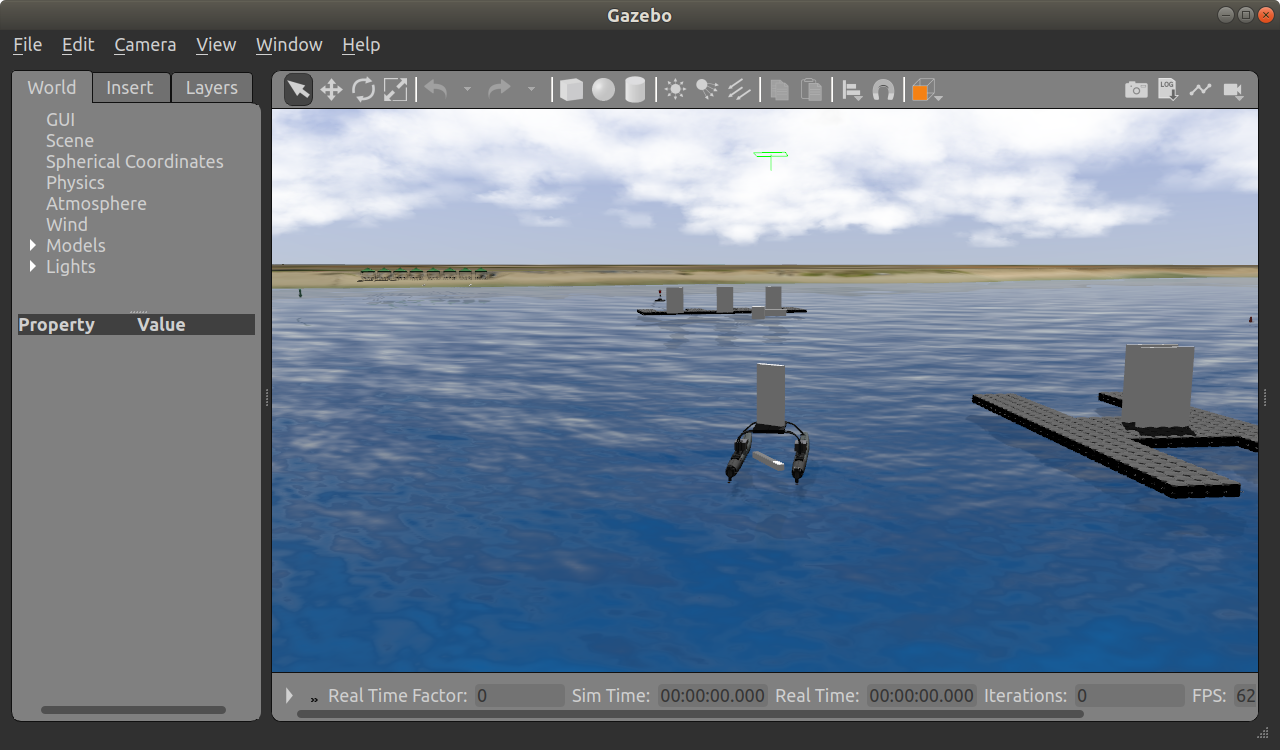 Gazebo
File Edit Camera View Window Help
World Insert Layers
LOG
GUI
Scene
Spherical Coordinates
Physics
Atmosphere
Wind
Models
Lights
Property Value
» Real Time Factor: 0 Sim Time: 00:00:00.000 Real Time: 00:00:00.000 Iterations: 0 FPS: 62